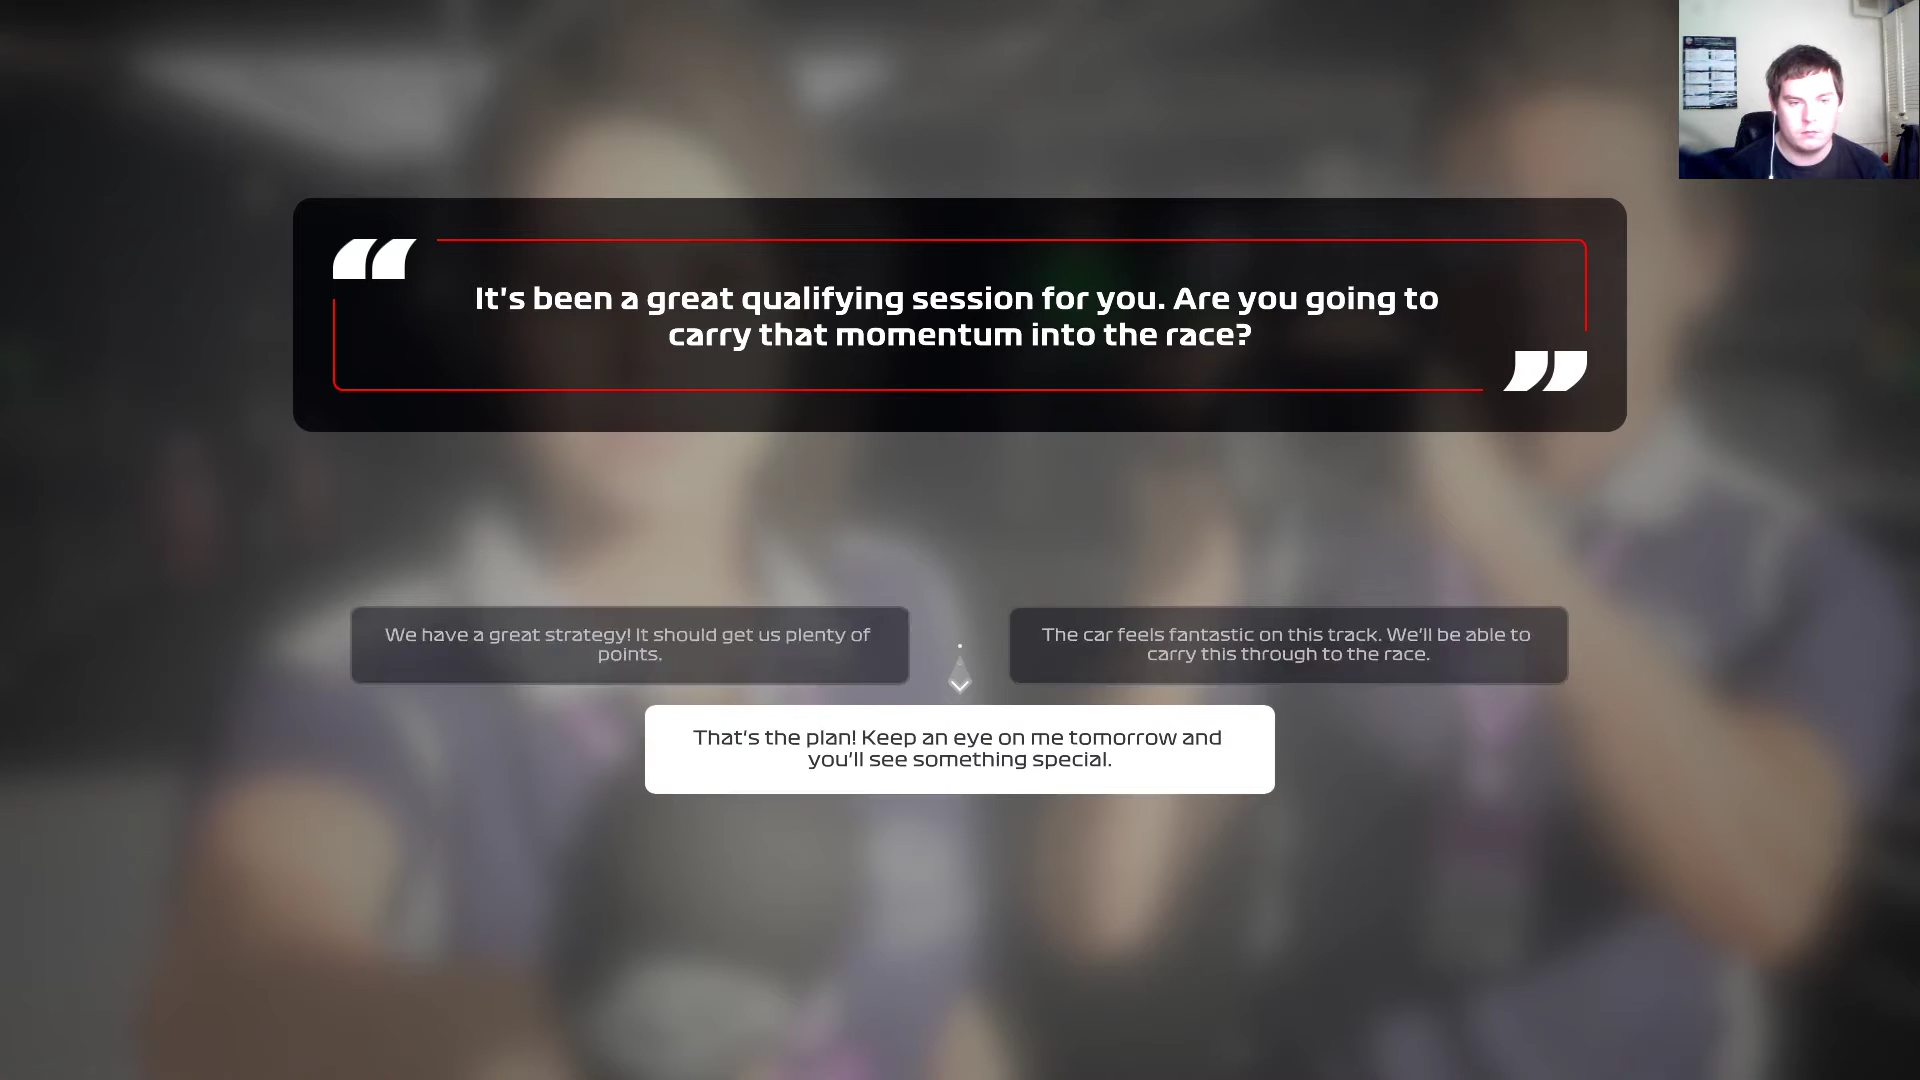 It's been a great qualifying session for you. Are you going to
carry that momentum into the race?
We have a great strategy! It should get us plenty of
points.
The car feels fantastic on this track. We'll be able to
carry this through to the race.
That's the plan! Keep an eye on me tomorrow and
you'll see something special.